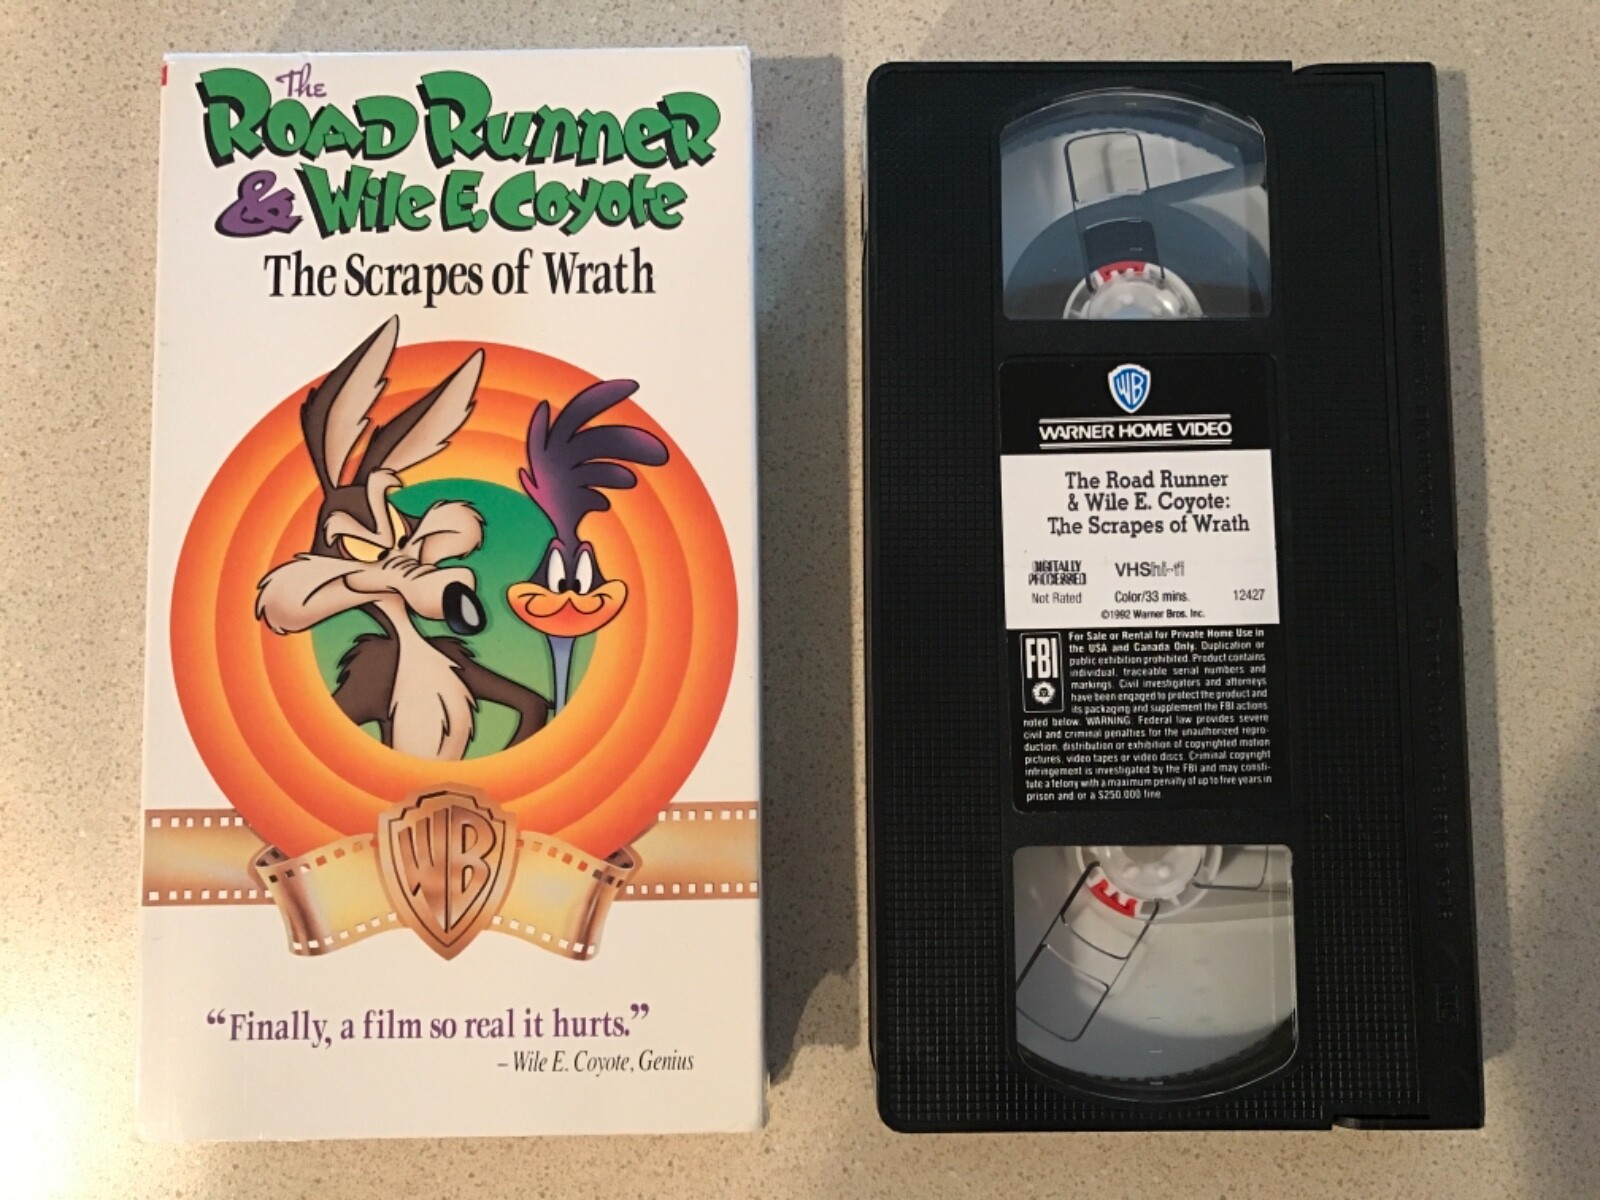 The
ROAD RUNNER
& Wile E. Coyote
The Scrapes of Wrath
WB
“Finally, a film so real it hurts.”
– Wile E. Coyote, Genius
WB
WARNER HOME VIDEO
The Road Runner
& Wile E. Coyote:
The Scrapes of Wrath
DIGITALLY
PROCESSED
VHS hi-fi
Not Rated
Color/33 mins.
12427
©1992 Warner Bros. Inc.
FBI
For Sale or Rental for Private Home Use in
the USA and Canada Only. Duplication or
public exhibition prohibited. Product contains
individual, traceable serial numbers and
markings. Civil investigators and attorneys
have been engaged to protect the product and
its packaging and supplement the FBI actions
noted below. WARNING: Federal law provides severe
civil and criminal penalties for the unauthorized repro-
duction, distribution or exhibition of copyrighted motion
pictures, video tapes or video discs. Criminal copyright
infringement is investigated by the FBI and may consti-
tute a felony with a maximum penalty of up to five years in
prison and/or a $250,000 fine.